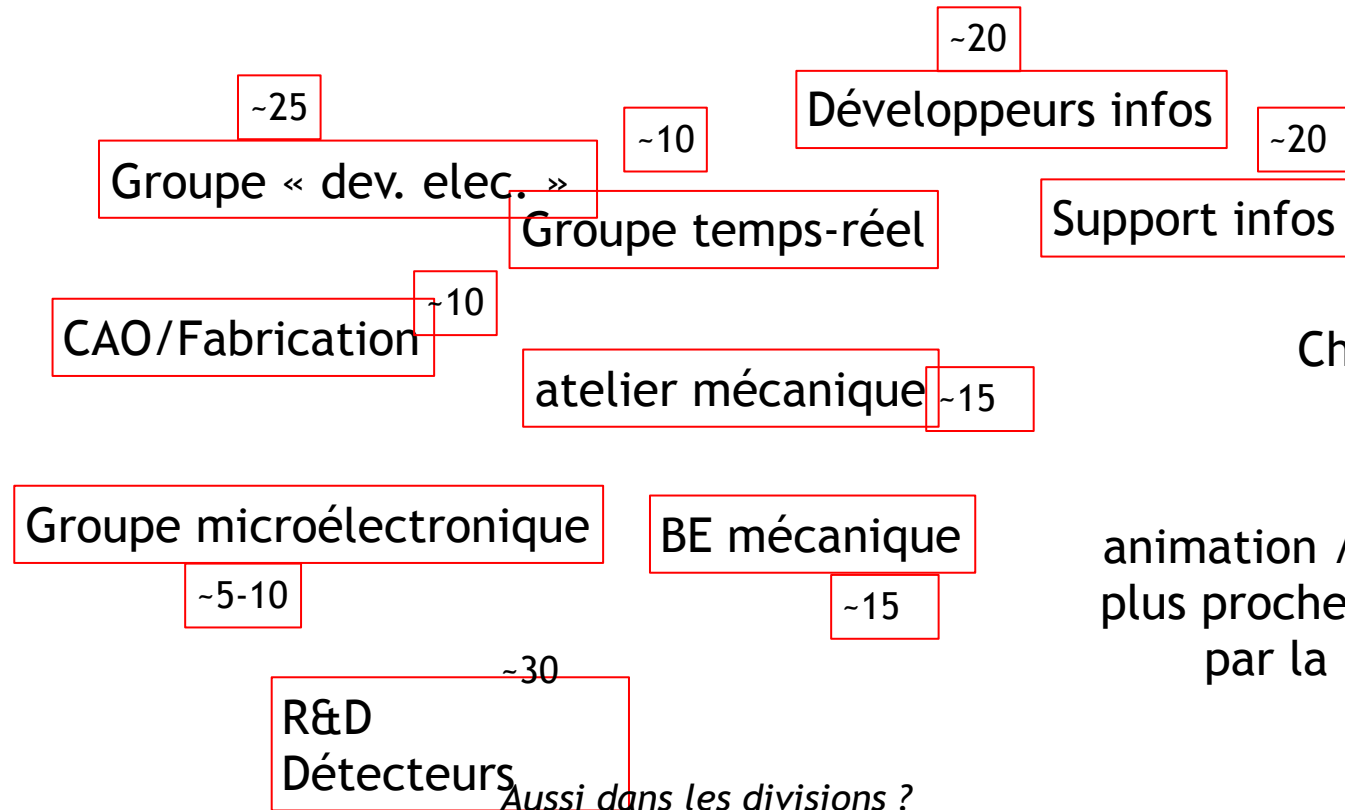 ~20
Développeurs infos
~25
~10
~20
Groupe « dev. elec. »
Groupe temps-réel
Support infos
~10
CAO/Fabrication
Ch
atelier mécanique
~15
Groupe microélectronique
BE mécanique
~5-10
~15
animation /
plus proche
par la
~30
R&D
Détecteurs
Aussi dans les divisions ?